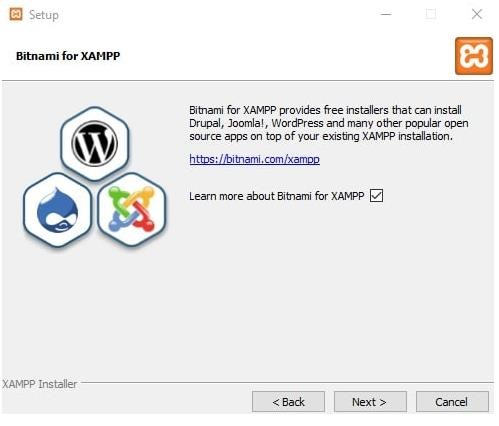 Setup
Bitnami for XAMPP
Bitnami for XAMPP provides free installers that can install
Drupal, Joomla!, WordPress and many other popular open
source apps on top of your existing XAMPP installation.
https://bitnami.com/xampp
Learn more about Bitnami for XAMPP
XAMPP Installer
< Back
Next >
Cancel